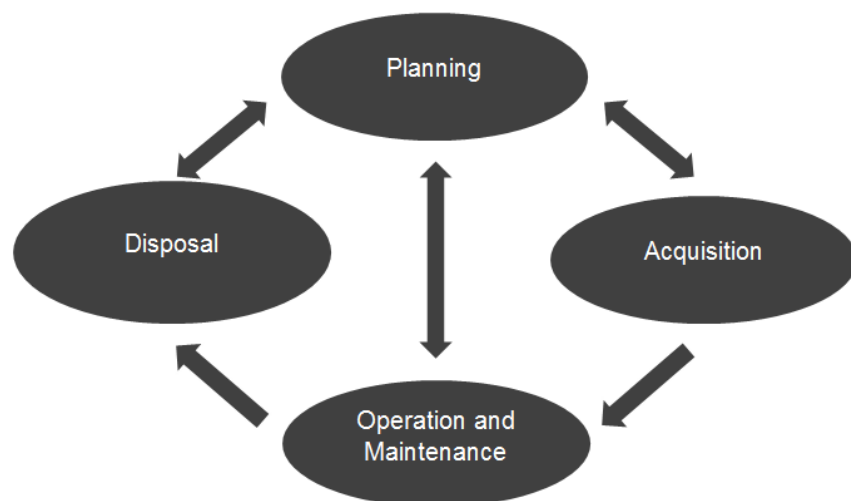 Planning
Disposal
Acquisition
Operation and
Maintenance